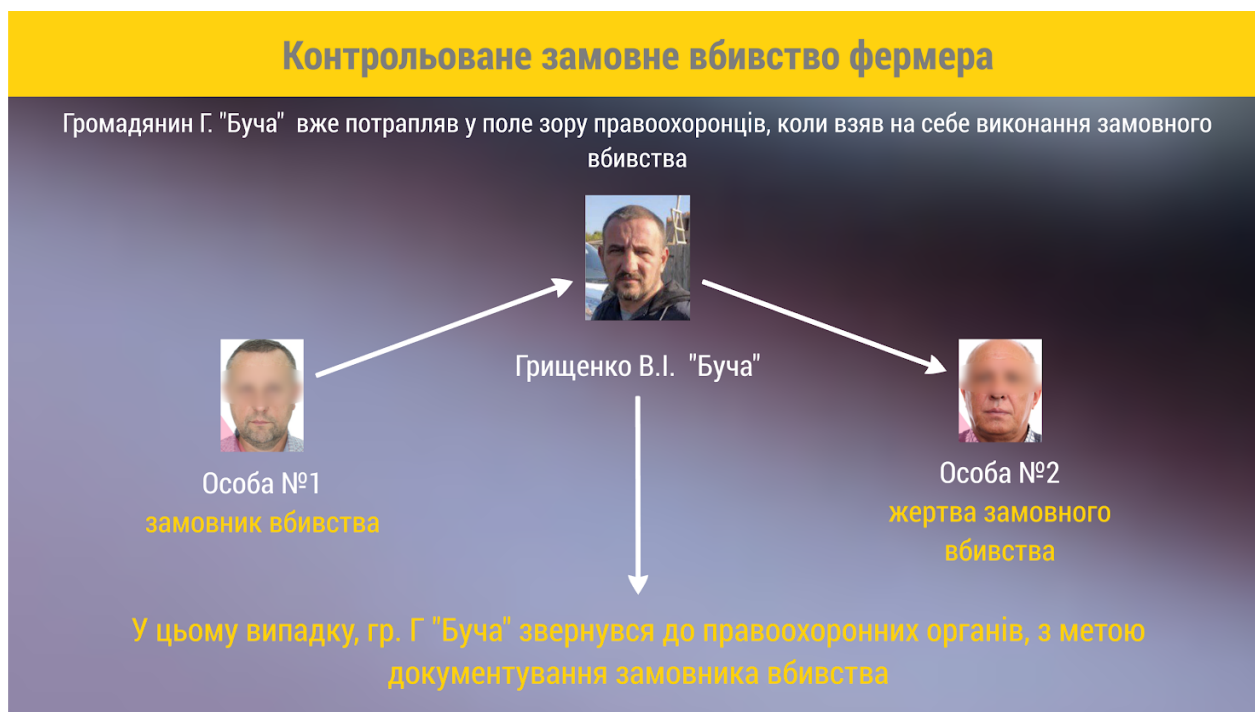 Контрольоване замовне вбивство фермера
Громадянин Г. "Буча" вже потрапляв у поле зору правоохоронців, коли взяв на себе виконання замовного
вбивства
Грищенко В.І. "Буча"
Особа №1
замовник вбивства
Особа №2
жертва замовного
вбивства
У цьому випадку, гр. Г "Буча" звернувся до правоохоронних органів, з метою
документування замовника вбивства